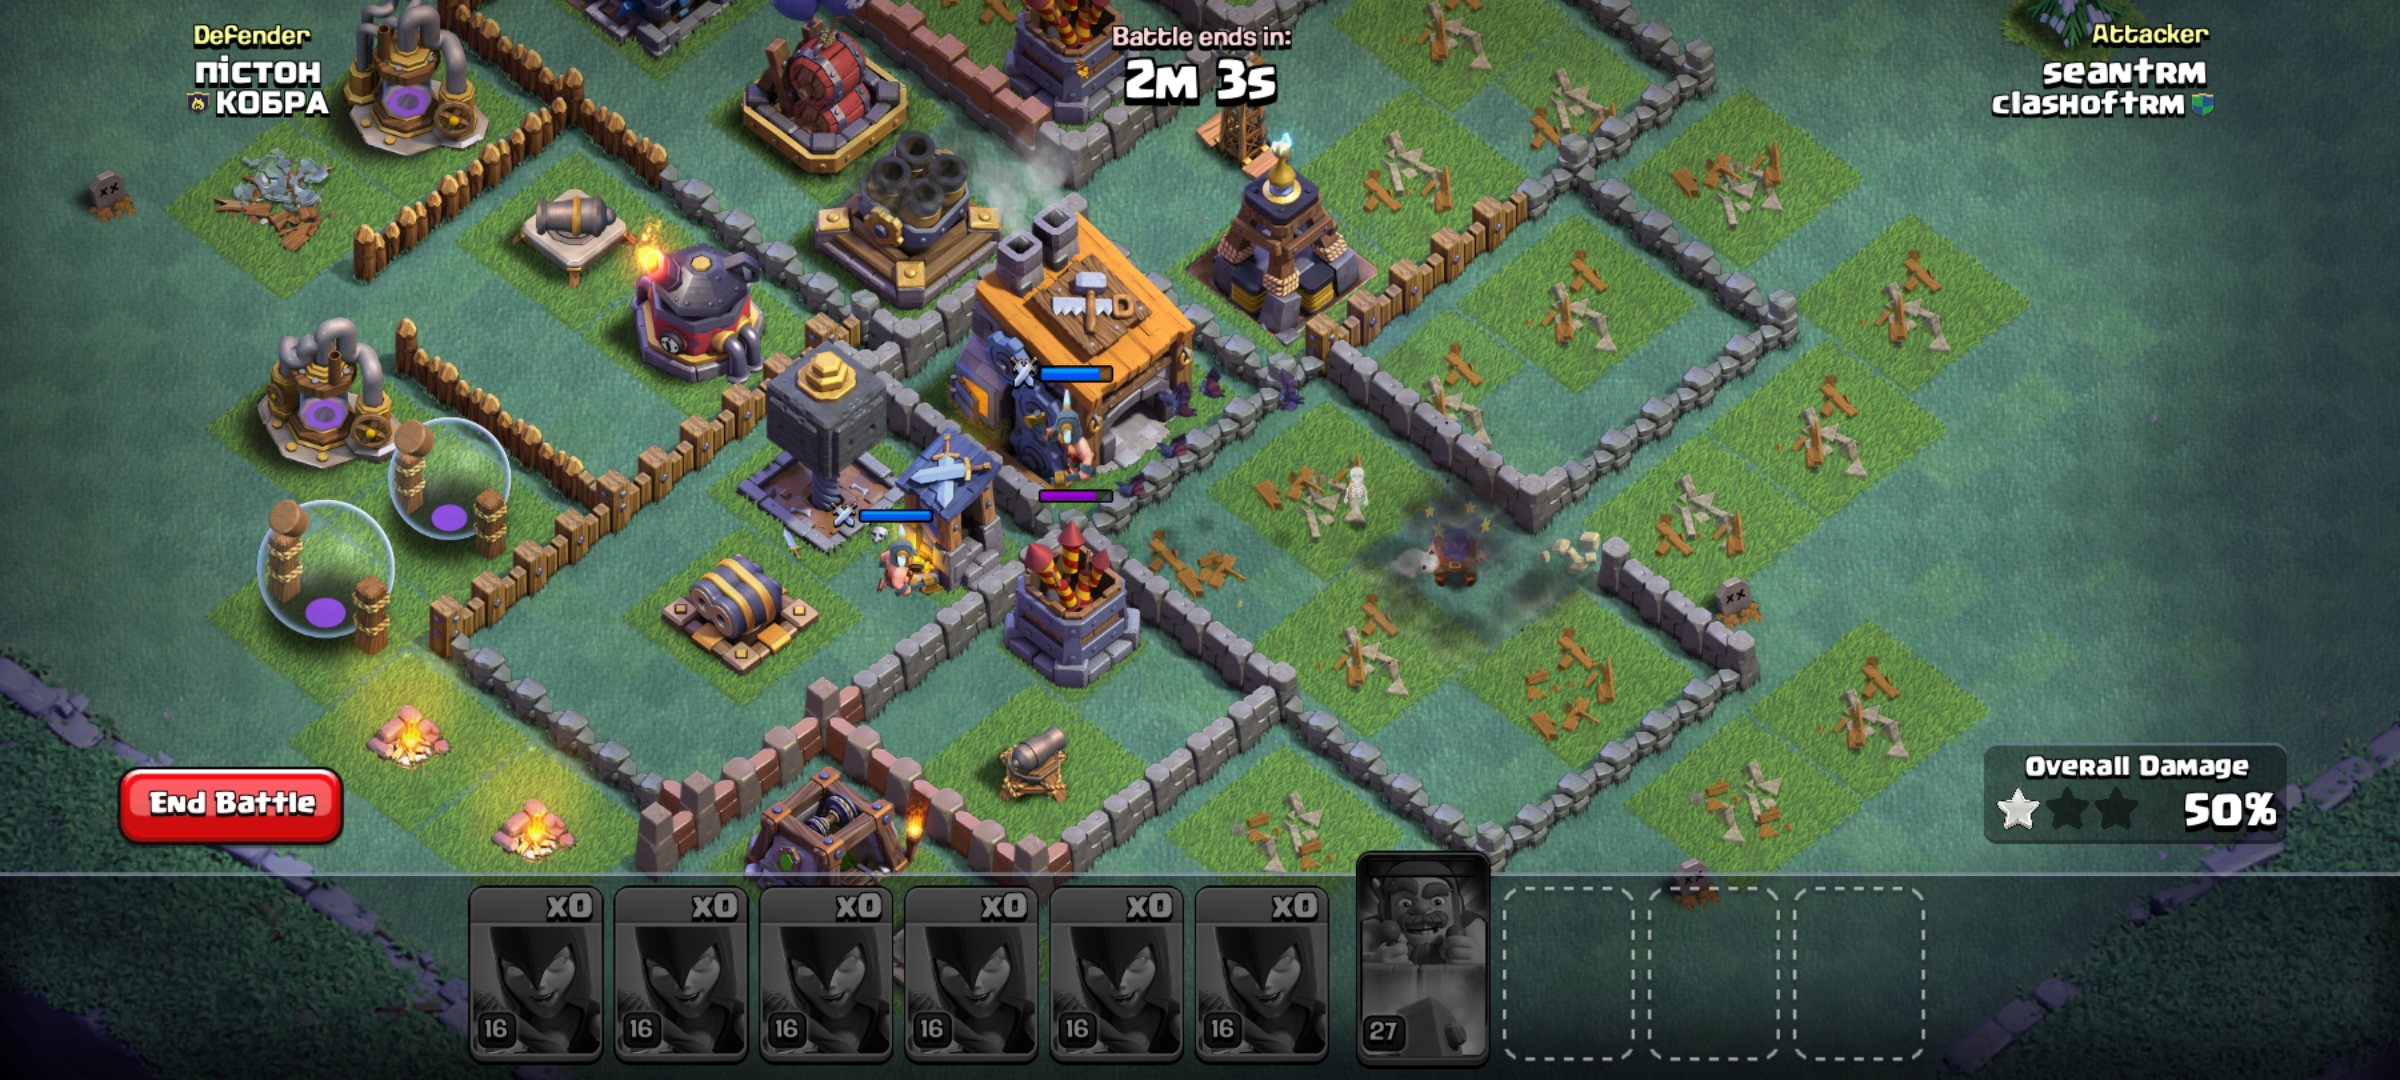 Defender
ПІСТОН
КОБРА
Battle ends in:
2M 3S
Attacker
seantRM
clashoftRM
End Battle
Overall Damage
50%
x0
x0
x0
x0
x0
x0
16
16
16
16
16
16
27